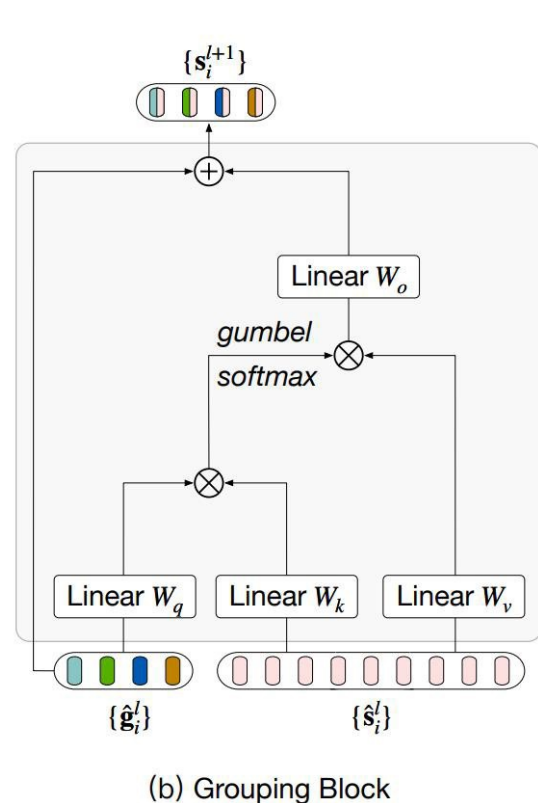 {s_i^{l+1}}
Linear W_o
gumbel
softmax
Linear W_q Linear W_k Linear W_v
{ĝ_i^l} {ŝ_i^l}
(b) Grouping Block